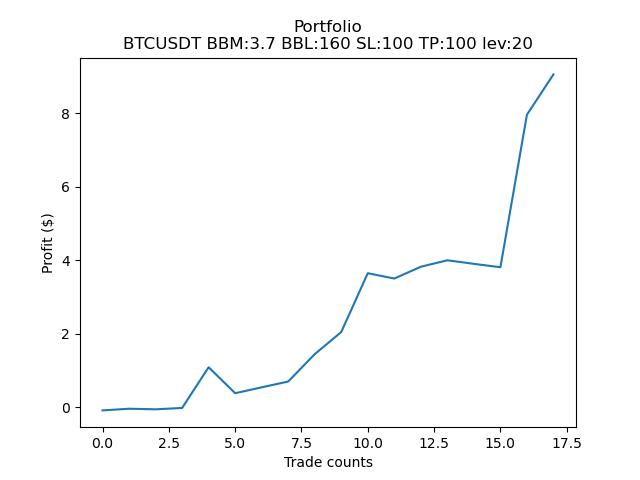 Portfolio
BTCUSDT BBM:3.7 BBL:160 SL:100 TP:100 lev:20
8
6
4
2
0
Profit ($)
0.0 2.5 5.0 7.5 10.0 12.5 15.0 17.5
Trade counts